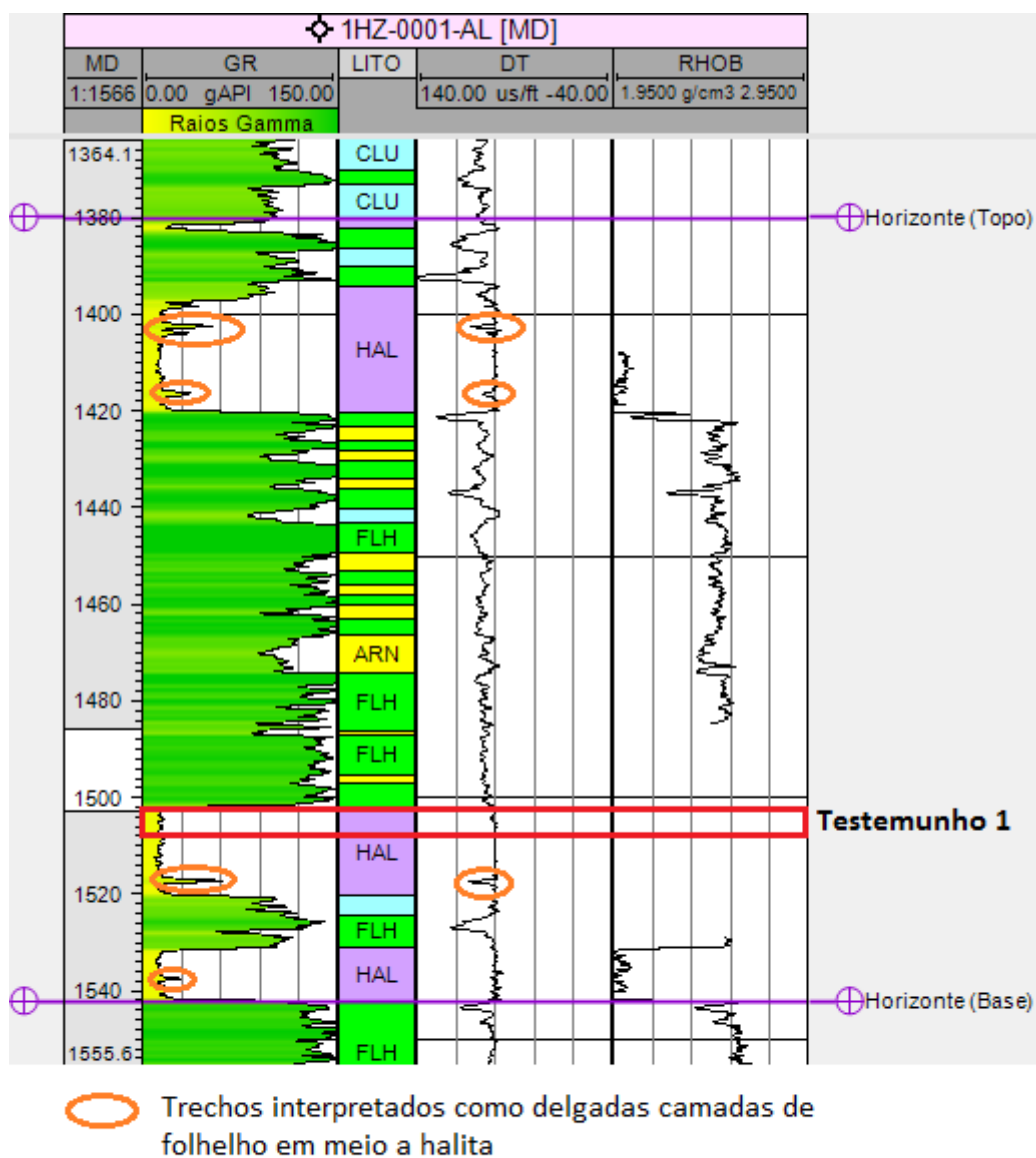 1HZ-0001-AL [MD]
MD GR LITO DT RHOB
1:1566 0.00 gAPI 150.00 140.00 us/ft -40.00 1.9500 g/cm3 2.9500
Raios Gamma
1364.1
CLU
CLU
1380
Horizonte (Topo)
1400
HAL
1420
1440
FLH
1460
ARN
1480
FLH
FLH
1500
Testemunho 1
HAL
1520
FLH
HAL
1540
Horizonte (Base)
1555.6
FLH
Trechos interpretados como delgadas camadas de
folhelho em meio a halita